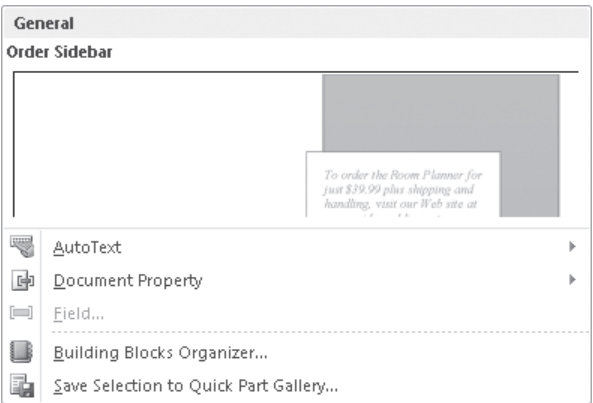 General
Order Sidebar
To order the Room Planner for
just $39.99 plus shipping and
handling, visit our Web site at
AutoText
Document Property
Field...
Building Blocks Organizer...
Save Selection to Quick Part Gallery...